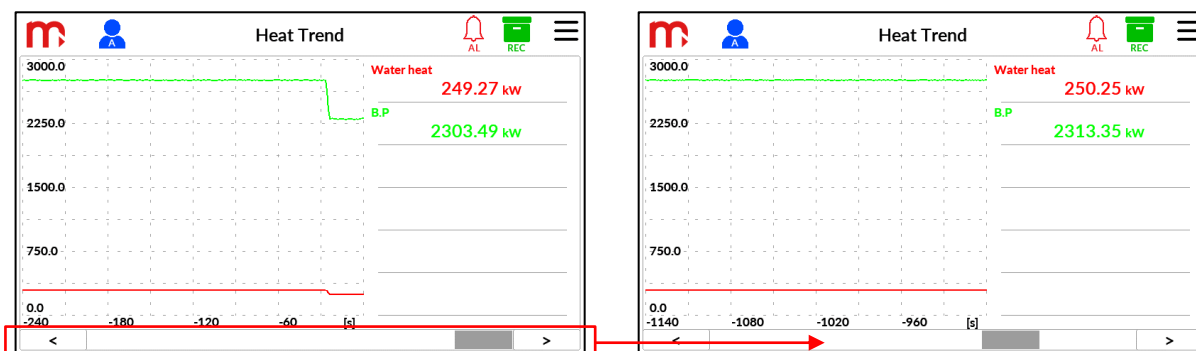 m
A
Heat Trend
AL
REC
3000.0
2250.0
1500.0
750.0
0.0
-240 -180 -120 -60 [s]
Water heat
249.27 kW
B.P
2303.49 kW
< >
m
A
Heat Trend
AL
REC
3000.0
2250.0
1500.0
750.0
0.0
-1140 -1080 -1020 -960 [s]
Water heat
250.25 kW
B.P
2313.35 kW
< >